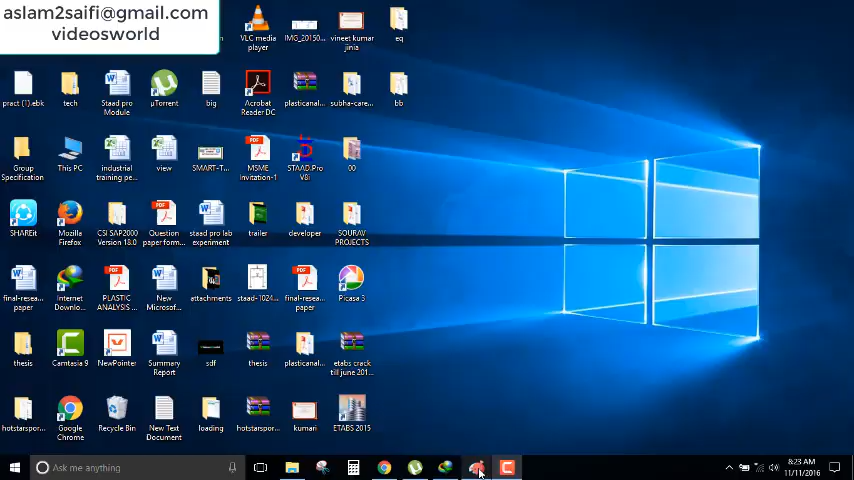 aslam2saifi@gmail.com
videosworld
VLC media player
IMG_20150...
vineet kumar jinia
eq
pract (1).ebk
tech
Staad pro Module
µTorrent
big
Acrobat Reader DC
plasticanal...
subha-care...
bb
Group Specification
This PC
industrial training pe...
view
SMART-T...
MSME Invitation-1
STAAD.Pro V8i
00
SHAREit
Mozilla Firefox
CSI SAP2000 Version 18.0
Question paper form...
staad pro lab experiment
trailer
developer
SOURAV PROJECTS
final-resea... paper
Internet Downlo...
PLASTIC ANALYSIS ...
New Microsof...
attachments
staad-1024...
final-resea... paper
Picasa 3
thesis
Camtasia 9
NewPointer
Summary Report
sdf
thesis
plasticanal...
etabs crack till june 201...
hotstarspor...
Google Chrome
Recycle Bin
New Text Document
loading
hotstarspor...
kumari
ETABS 2015
Ask me anything
8:23 AM
11/11/2016